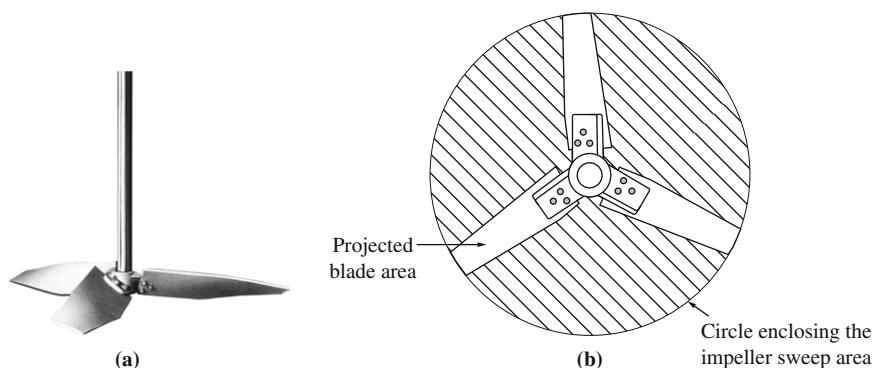 (a)
Projected
blade area
(b)
Circle enclosing the
impeller sweep area